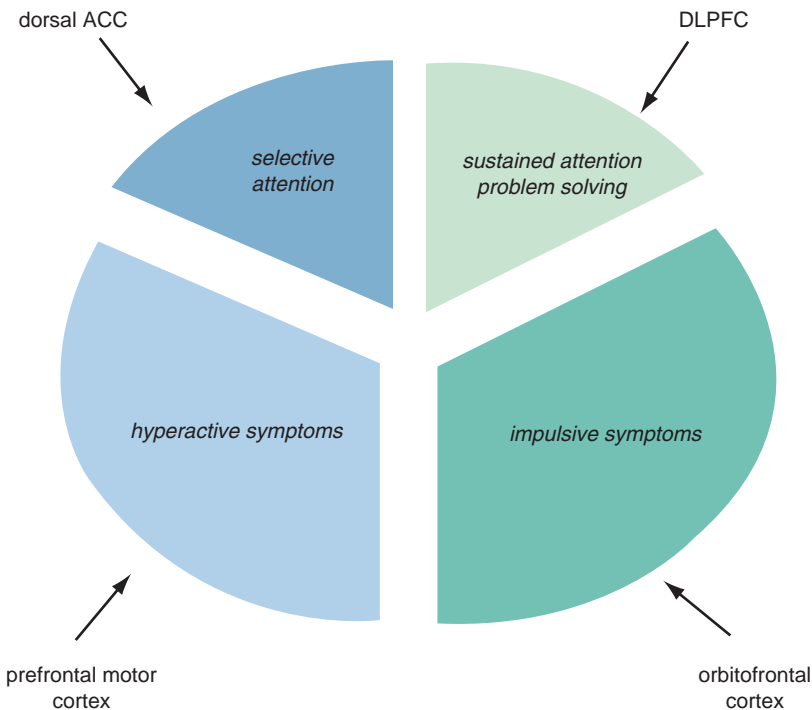 dorsal ACC
DLPFC
selective
attention
sustained attention
problem solving
hyperactive symptoms
impulsive symptoms
prefrontal motor
cortex
orbitofrontal
cortex